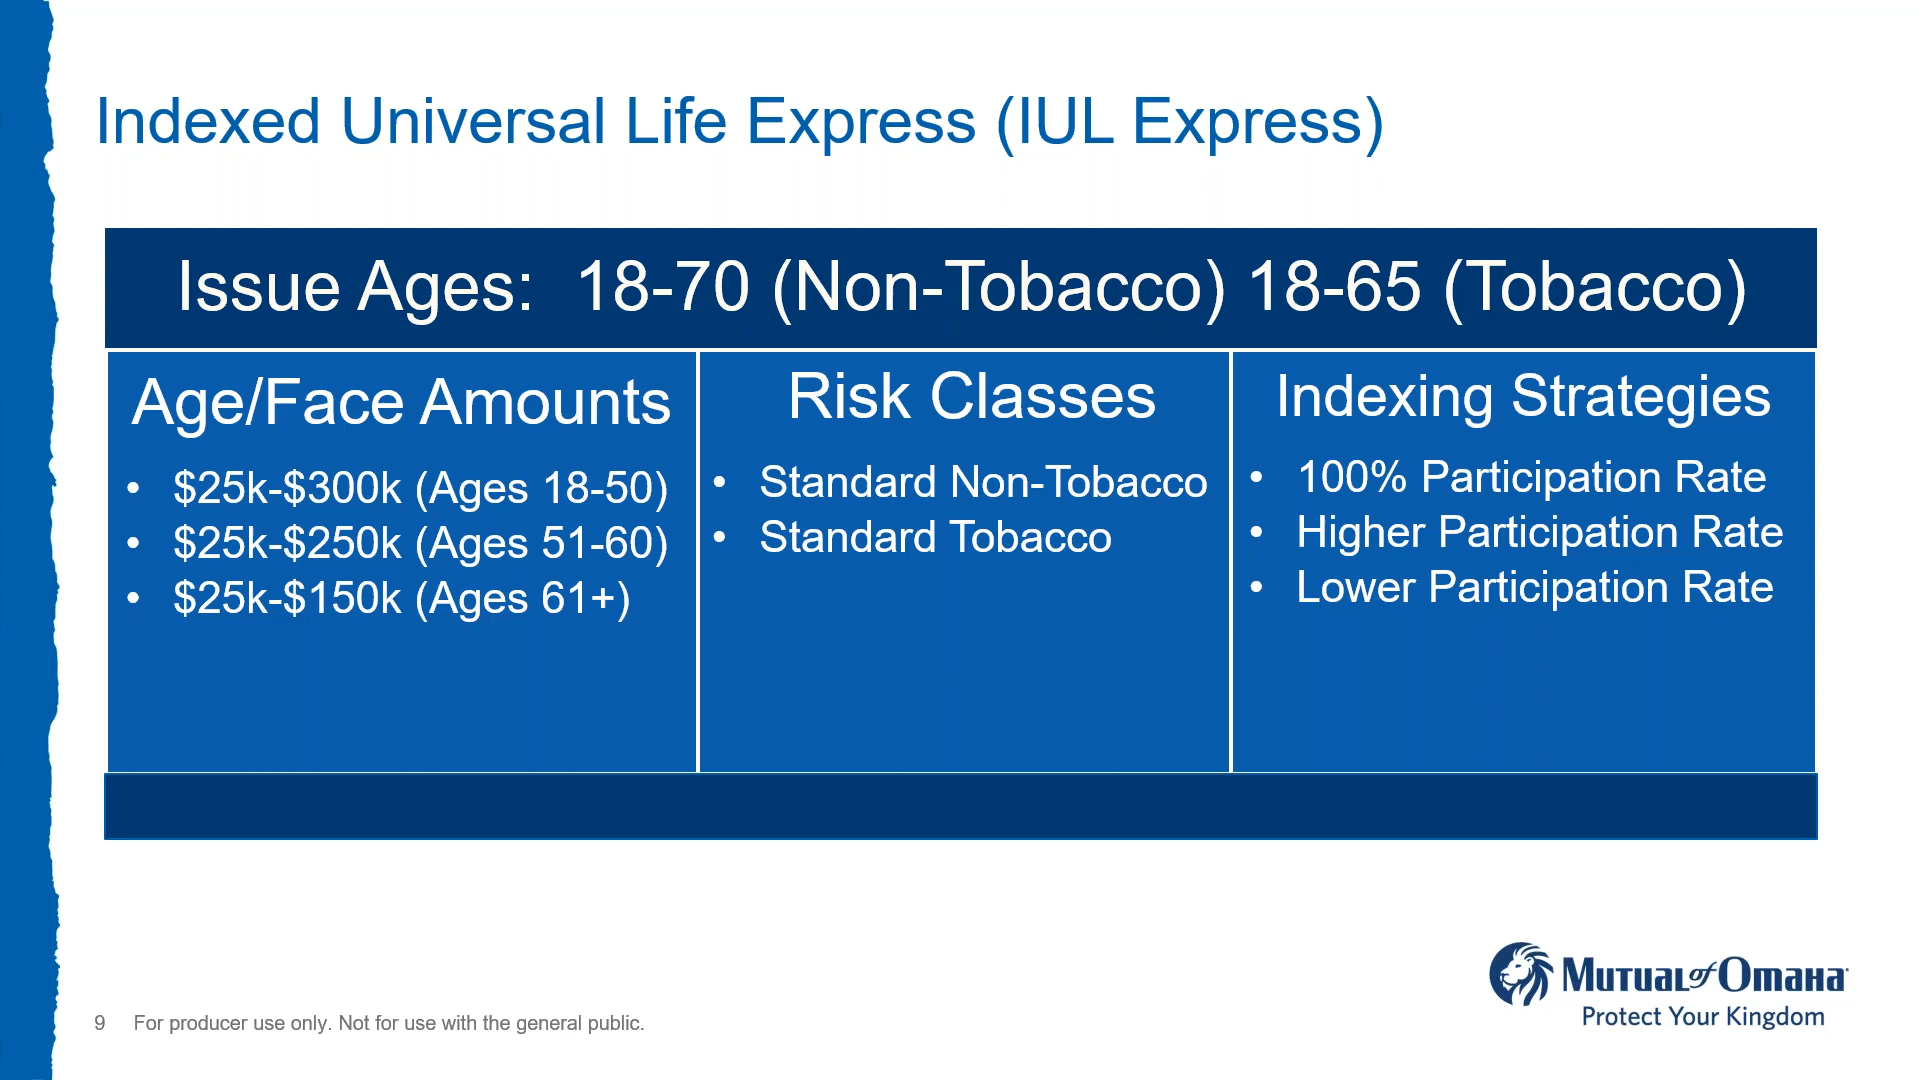 Indexed Universal Life Express (IUL Express)
Issue Ages:  18-70 (Non-Tobacco) 18-65 (Tobacco)
Age/Face Amounts
• $25k-$300k (Ages 18-50)
• $25k-$250k (Ages 51-60)
• $25k-$150k (Ages 61+)
Risk Classes
• Standard Non-Tobacco
• Standard Tobacco
Indexing Strategies
• 100% Participation Rate
• Higher Participation Rate
• Lower Participation Rate
Mutual of Omaha
Protect Your Kingdom
9 For producer use only. Not for use with the general public.